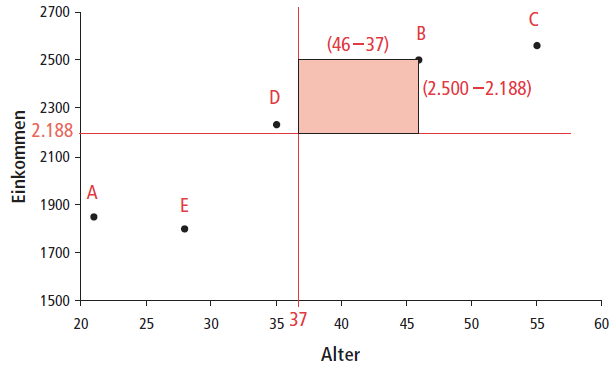 2700
C
B
(46–37)
2500
(2.500–2.188)
D
2300
2.188
2100
A
E
1900
1700
1500
Einkommen
20 25 30 35 37 40 45 50 55 60
Alter